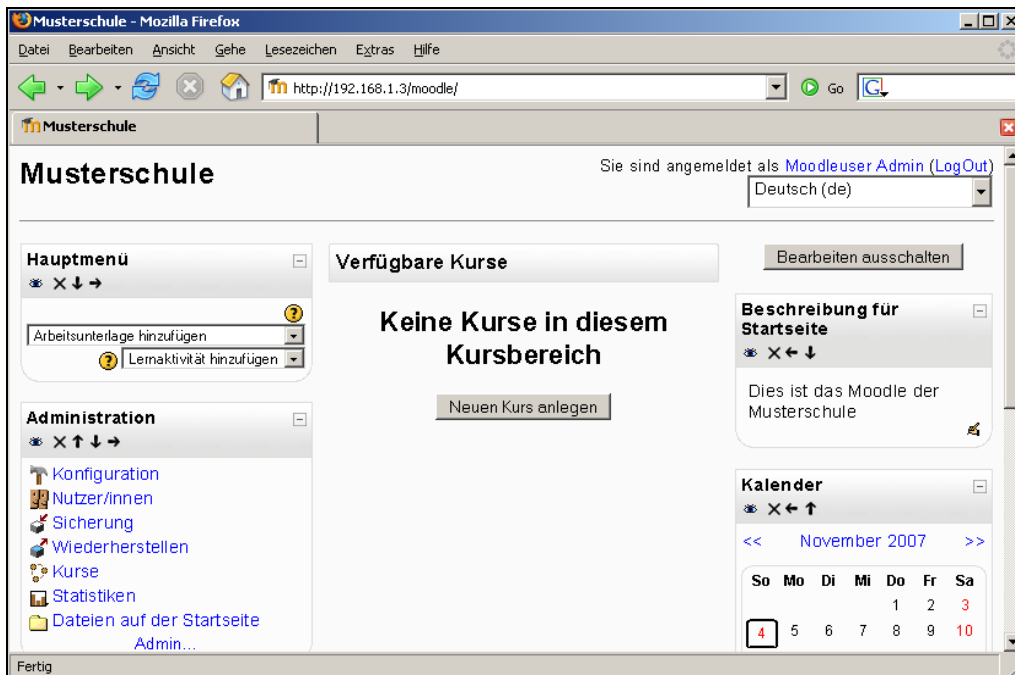 Musterschule - Mozilla Firefox
Datei Bearbeiten Ansicht Gehe Lesezeichen Extras Hilfe
http://192.168.1.3/moodle/
Go
G
Musterschule
Musterschule
Sie sind angemeldet als Moodleuser Admin (LogOut)
Deutsch (de)
Hauptmenü
?
Arbeitsunterlage hinzufügen
? Lernaktivität hinzufügen
Administration
Konfiguration
Nutzer/innen
Sicherung
Wiederherstellen
Kurse
Statistiken
Dateien auf der Startseite
Admin...
Verfügbare Kurse
Keine Kurse in diesem
Kursbereich
Neuen Kurs anlegen
Bearbeiten ausschalten
Beschreibung für
Startseite
Dies ist das Moodle der
Musterschule
Kalender
<< November 2007 >>
So Mo Di Mi Do Fr Sa
1 2 3
4 5 6 7 8 9 10
Fertig